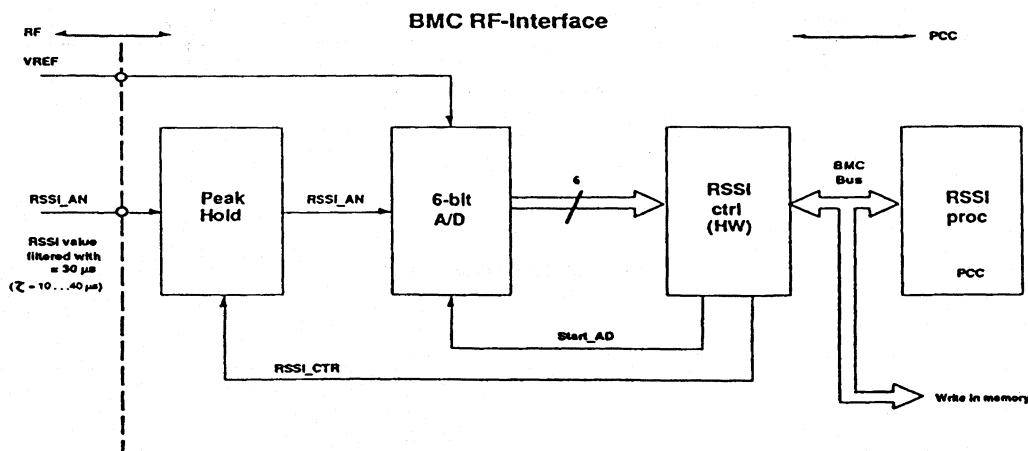 BMC RF-Interface
RF
PCC
VREF
RSSI_AN
Peak
Hold
RSSI_AN
6-bit
A/D
6
RSSI
ctrl
(HW)
BMC
Bus
RSSI
proc
PCC
RSSI value
filtered with
= 30 µs
(τ = 10 . . .40 µs)
Start_AD
RSSI_CTR
Write in memory